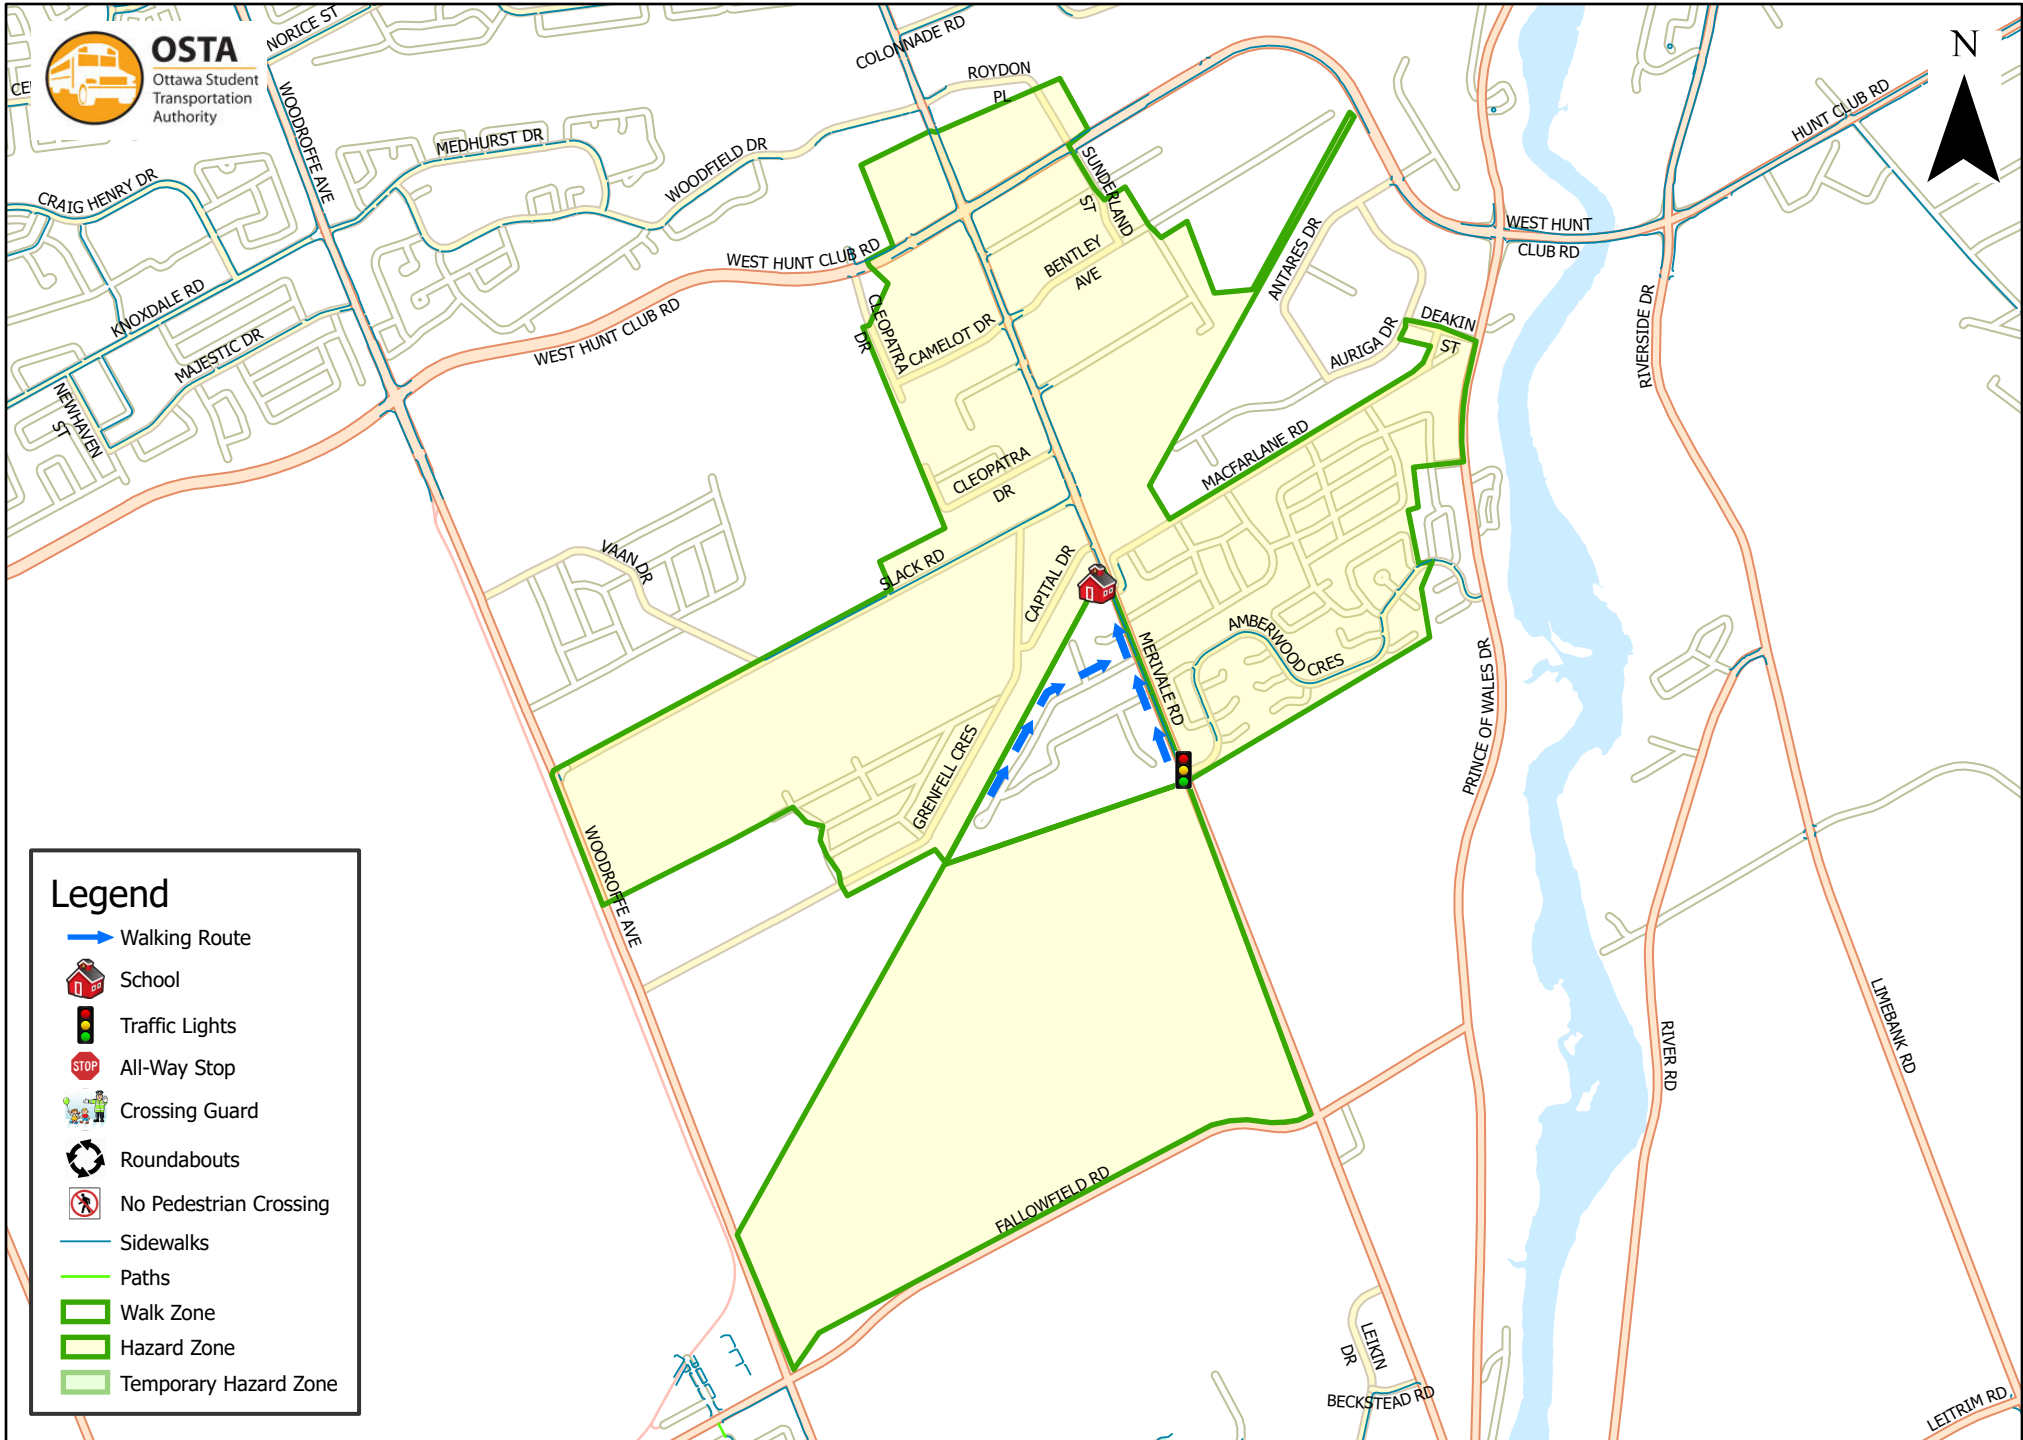 OSTA
Ottawa Student
Transportation
Authority
NORICE ST
COLONNADE RD
ROYDON
PL
N
HUNT CLUB RD
WOODROFFE AVE
MEDHURST DR
WOODFIELD DR
CRAIG HENRY DR
SUNDERLAND
ST
WEST HUNT
CLUB RD
WEST HUNT CLUB RD
BENTLEY
AVE
ANTARES DR
KNOXDALE RD
MAJESTIC DR
WEST HUNT CLUB RD
CLEOPATRA
DR
CAMELOT DR
DEAKIN
ST
AURIGA DR
RIVERSIDE DR
NEWHAVEN
ST
MACFARLANE RD
CLEOPATRA
DR
VAAN DR
SLACK RD
CAPITAL DR
AMBERWOOD
CRES
MERIVALE RD
PRINCE OF WALES DR
GRENFELL CRES
WOODROFFE AVE
LIMEBANK RD
RIVER RD
FALLOWFIELD RD
LEIKIN
DR
BECKSTEAD RD
LEITRIM RD
Legend
Walking Route
School
Traffic Lights
STOP
All-Way Stop
Crossing Guard
Roundabouts
No Pedestrian Crossing
Sidewalks
Paths
Walk Zone
Hazard Zone
Temporary Hazard Zone